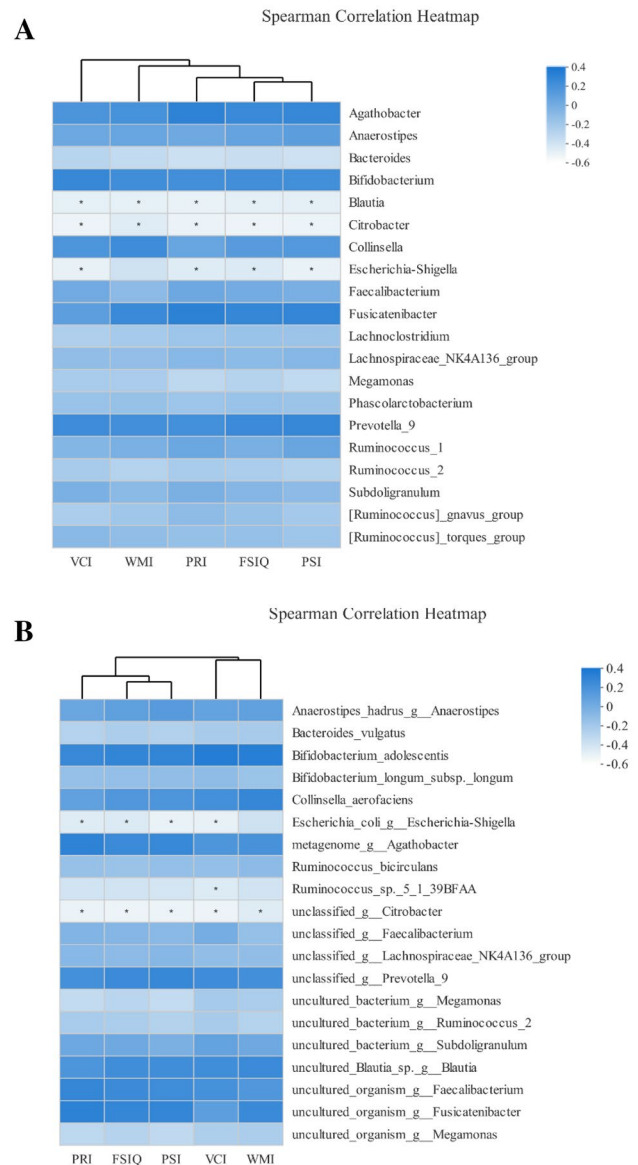 A
Spearman Correlation Heatmap
0.4
0.2
0
-0.2
-0.4
-0.6
Agathobacter
Anaerostipes
Bacteroides
Bifidobacterium
* * * * * Blautia
* * * * * Citrobacter
Collinsella
* * * * Escherichia-Shigella
Faecalibacterium
Fusicatenibacter
Lachnoclostridium
Lachnospiraceae_NK4A136_group
Megamonas
Phascolarctobacterium
Prevotella_9
Ruminococcus_1
Ruminococcus_2
Subdoligranulum
[Ruminococcus]_gnavus_group
[Ruminococcus]_torques_group
VCI WMI PRI FSIQ PSI
B
Spearman Correlation Heatmap
0.4
0.2
0
-0.2
-0.4
-0.6
Anaerostipes_hadrus_g__Anaerostipes
Bacteroides_vulgatus
Bifidobacterium_adolescentis
Bifidobacterium_longum_subsp._longum
Collinsella_aerofaciens
* * * * Escherichia_coli_g__Escherichia-Shigella
metagenome_g__Agathobacter
Ruminococcus_bicirculans
* Ruminococcus_sp._5_1_39BFAA
* * * * * unclassified_g__Citrobacter
unclassified_g__Faecalibacterium
unclassified_g__Lachnospiraceae_NK4A136_group
unclassified_g__Prevotella_9
uncultured_bacterium_g__Megamonas
uncultured_bacterium_g__Ruminococcus_2
uncultured_bacterium_g__Subdoligranulum
uncultured_Blautia_sp._g__Blautia
uncultured_organism_g__Faecalibacterium
uncultured_organism_g__Fusicatenibacter
uncultured_organism_g__Megamonas
PRI FSIQ PSI VCI WMI